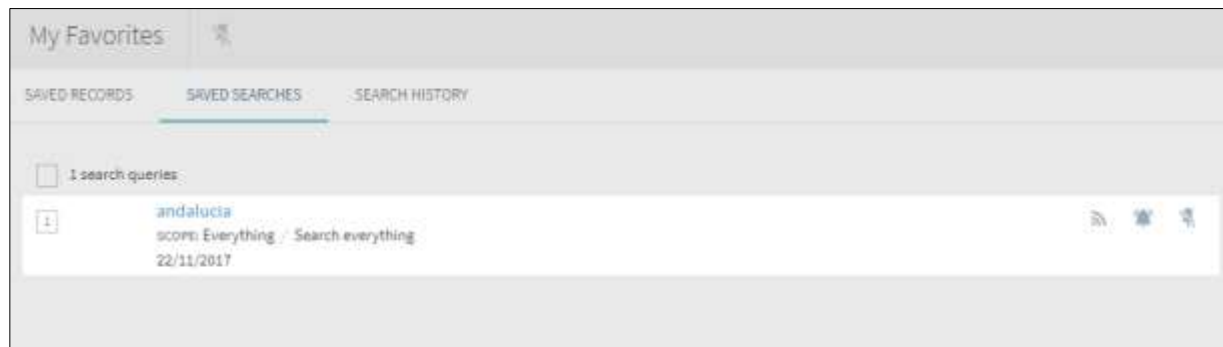 My Favorites
SAVED RECORDS SAVED SEARCHES SEARCH HISTORY
1 search queries
1 andalucia
SCOPE: Everything / Search everything
22/11/2017